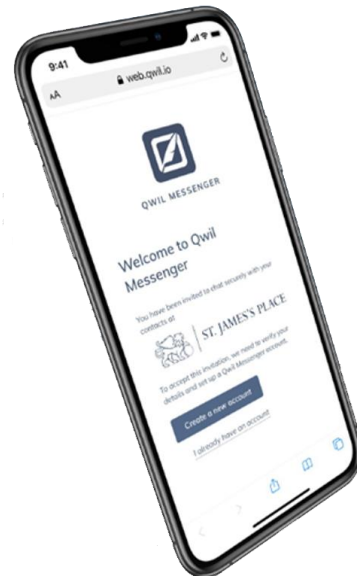 9:41
AA web.qwil.io
QWIL MESSENGER
Welcome to Qwil
Messenger
You have been invited to chat securely with your
contacts at
ST. JAMES'S PLACE
To accept this invitation, we need to verify your
details and set up a Qwil Messenger account.
Create a new account
I already have an account